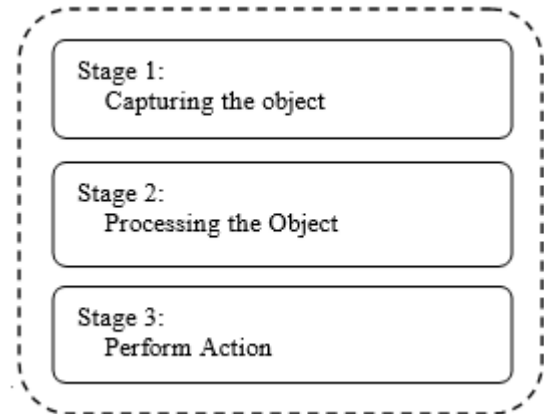 Stage 1:
Capturing the object
Stage 2:
Processing the Object
Stage 3:
Perform Action